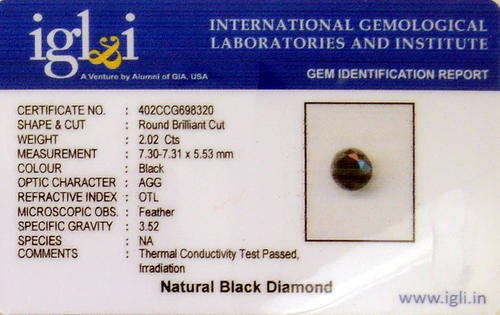 igl&i
A Venture by Alumni of GIA, USA
INTERNATIONAL GEMOLOGICAL
LABORATORIES AND INSTITUTE
GEM IDENTIFICATION REPORT
CERTIFICATE NO. : 402CCG698320
SHAPE & CUT : Round Brilliant Cut
WEIGHT : 2.02 Cts
MEASUREMENT : 7.30-7.31 x 5.53 mm
COLOUR : Black
OPTIC CHARACTER : AGG
REFRACTIVE INDEX : OTL
MICROSCOPIC OBS. : Feather
SPECIFIC GRAVITY : 3.52
SPECIES : NA
COMMENTS : Thermal Conductivity Test Passed,
Irradiation
Natural Black Diamond
www.igli.in